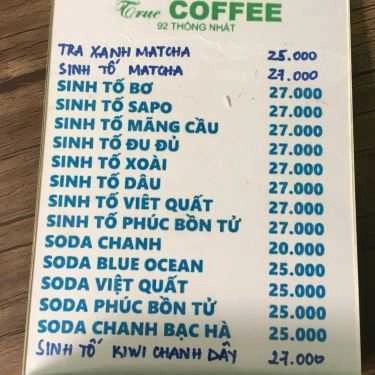 True COFFEE
92 THỐNG NHẤT
TRA XANH MATCHA 25.000
SINH TỐ MATCHA 27.000
SINH TỐ BƠ 27.000
SINH TỐ SAPO 27.000
SINH TỐ MÃNG CẦU 27.000
SINH TỐ ĐU ĐỦ 27.000
SINH TỐ XOÀI 27.000
SINH TỐ DÂU 27.000
SINH TỐ VIỆT QUẤT 27.000
SINH TỐ PHÚC BỒN TỬ 27.000
SODA CHANH 20.000
SODA BLUE OCEAN 25.000
SODA VIỆT QUẤT 25.000
SODA PHÚC BỒN TỬ 25.000
SODA CHANH BẠC HÀ 25.000
SINH TỐ KIWI CHANH DÂY 27.000